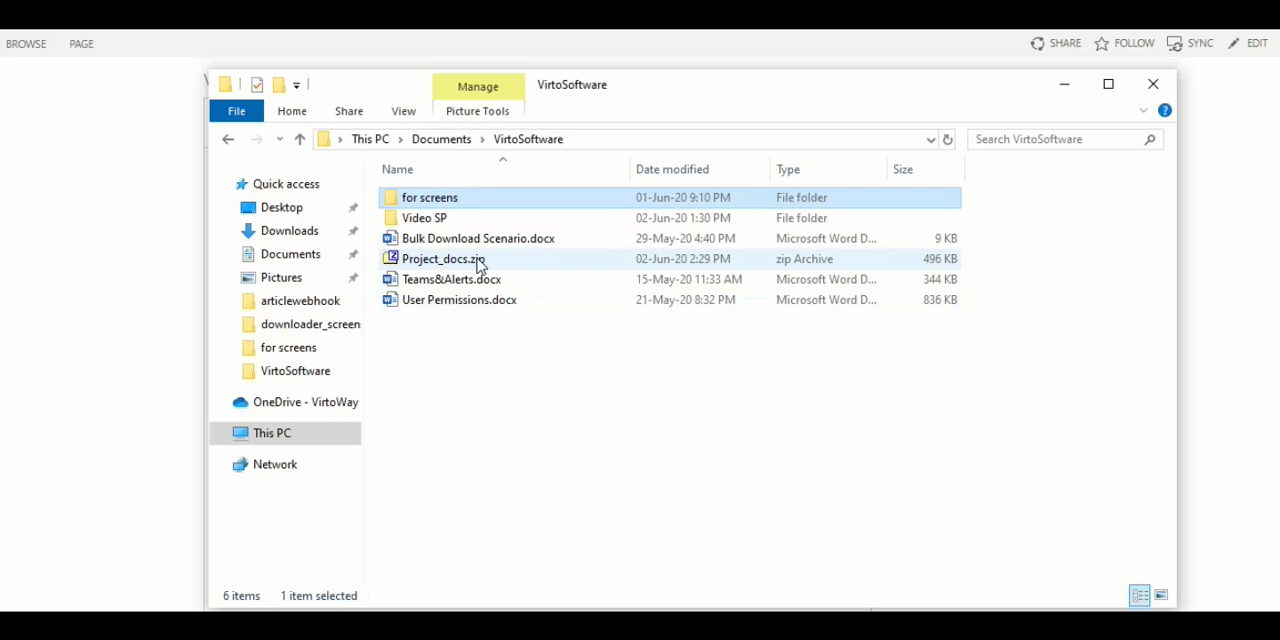 BROWSE PAGE SHARE FOLLOW SYNC EDIT
Manage VirtoSoftware
File Home Share View Picture Tools
This PC > Documents > VirtoSoftware Search VirtoSoftware
Name Date modified Type Size
Quick access
Desktop
Downloads
Documents
Pictures
articlewebhook
downloader_screen
for screens
VirtoSoftware
OneDrive - VirtoWay
This PC
Network
for screens 01-Jun-20 9:10 PM File folder
Video SP 02-Jun-20 1:30 PM File folder
Bulk Download Scenario.docx 29-May-20 4:40 PM Microsoft Word D... 9 KB
Project_docs.zip 02-Jun-20 2:29 PM zip Archive 496 KB
Teams&Alerts.docx 15-May-20 11:33 AM Microsoft Word D... 344 KB
User Permissions.docx 21-May-20 8:32 PM Microsoft Word D... 836 KB
6 items 1 item selected